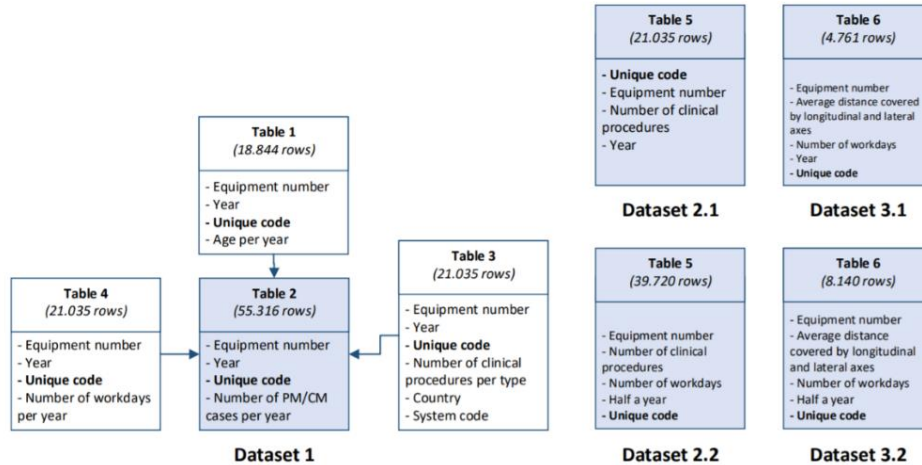 Table 1
(18.844 rows)
- Equipment number
- Year
- Unique code
- Age per year
Table 4
(21.035 rows)
- Equipment number
- Year
- Unique code
- Number of workdays
per year
Table 2
(55.316 rows)
- Equipment number
- Year
- Unique code
- Number of PM/CM
cases per year
Table 3
(21.035 rows)
- Equipment number
- Year
- Unique code
- Number of clinical
procedures per type
- Country
- System code
Dataset 1
Table 5
(21.035 rows)
- Unique code
- Equipment number
- Number of clinical
procedures
- Year
Dataset 2.1
Table 6
(4.761 rows)
- Equipment number
- Average distance covered
by longitudinal and lateral
axes
- Number of workdays
- Year
- Unique code
Dataset 3.1
Table 5
(39.720 rows)
- Equipment number
- Number of clinical
procedures
- Number of workdays
- Half a year
- Unique code
Dataset 2.2
Table 6
(8.140 rows)
- Equipment number
- Average distance
covered by longitudinal
and lateral axes
- Number of workdays
- Half a year
- Unique code
Dataset 3.2